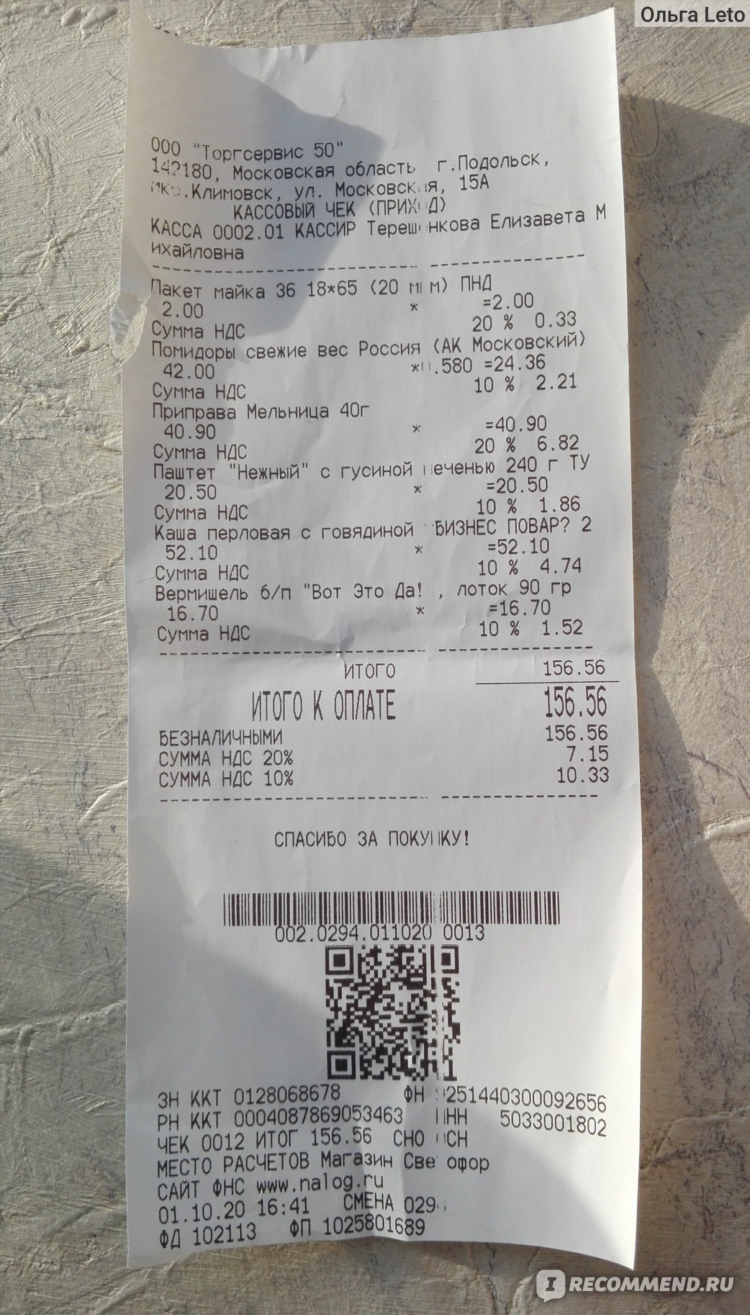 Ольга Leto
ООО "Торгсервис 50"
142180, Московская область г.Подольск,
мкр.Климовск, ул. Московская, 15А
КАССОВЫЙ ЧЕК (ПРИХОД)
КАССА 0002.01 КАССИР Терешенкова Елизавета М
ихайловна
Пакет майка 36 18*65 (20 мкм) ПНД
2.00 * =2.00
Сумма НДС 20 % 0.33
Помидоры свежие вес Россия (АК Московский)
42.00 *0.580 =24.36
Сумма НДС 10 % 2.21
Приправа Мельница 40г
40.90 * =40.90
Сумма НДС 20 % 6.82
Паштет "Нежный" с гусиной печенью 240 г ТУ
20.50 * =20.50
Сумма НДС 10 % 1.86
Каша перловая с говядиной БИЗНЕС ПОВАР? 2
52.10 * =52.10
Сумма НДС 10 % 4.74
Вермишель б/п "Вот Это Да! , лоток 90 гр
16.70 * =16.70
Сумма НДС 10 % 1.52
ИТОГО 156.56
ИТОГО К ОПЛАТЕ 156.56
БЕЗНАЛИЧНЫМИ 156.56
СУММА НДС 20% 7.15
СУММА НДС 10% 10.33
СПАСИБО ЗА ПОКУПКУ!
002.0294.011020 0013
ЗН ККТ 0128068678 ФН 9251440300092656
РН ККТ 0004087869053463 ИНН 5033001802
ЧЕК 0012 ИТОГ 156.56 СНО ОСН
МЕСТО РАСЧЕТОВ Магазин Светофор
САЙТ ФНС www.nalog.ru
01.10.20 16:41 СМЕНА 029
ФД 102113 ФП 1025801689
IRECOMMEND.RU